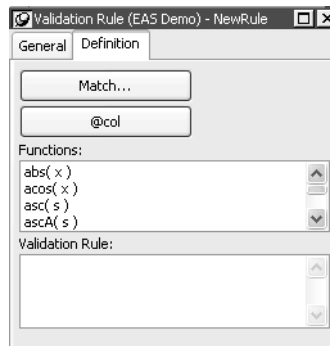 Validation Rule (EAS Demo) - NewRule
General Definition
Match...
@col
Functions:
abs( x )
acos( x )
asc( s )
ascA( s )
Validation Rule: